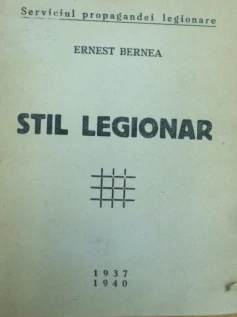 Serviciul propagandei legionare
ERNEST BERNEA
STIL LEGIONAR
1937
1940